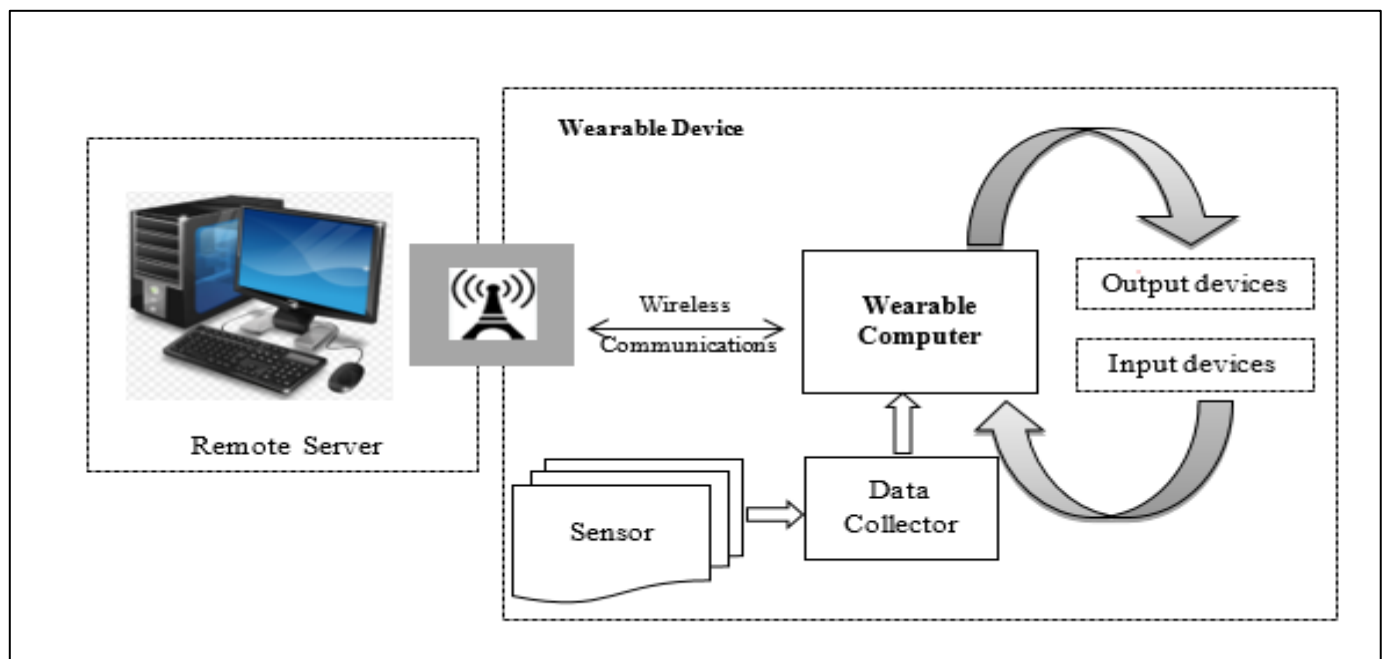 Wearable Device
Remote Server
Wireless
Communications
Wearable
Computer
Output devices
Input devices
Sensor
Data
Collector